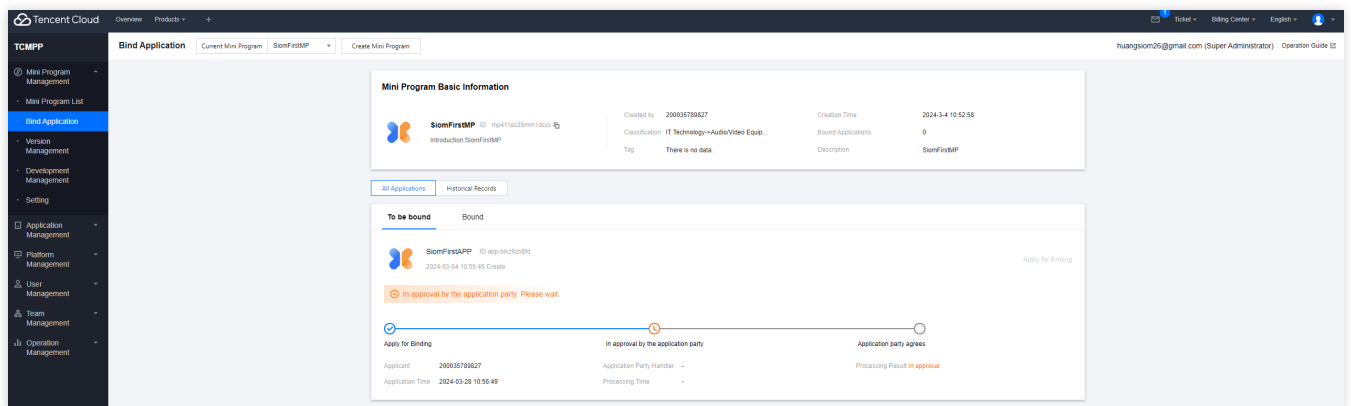 Tencent Cloud Overview Products + 1 Ticket Billing Center English
TCMPP
Bind Application Current Mini Program SiomFirstMP Create Mini Program huangsiom26@gmail.com (Super Administrator) Operation Guide
Mini Program
Management
Mini Program List
Bind Application
Version
Management
Development
Management
Setting
Application
Management
Platform
Management
User
Management
Team
Management
Operation
Management
Mini Program Basic Information
SiomFirstMP ID
Introduction:SiomFirstMP
Created by 200035789827 Creation Time 2024-3-4 10:52:58
Classification IT Technology->Audio/Video Equip... Bound Applications 0
Tag There is no data. Description SiomFirstMP
All Applications Historical Records
To be bound Bound
SiomFirstAPP ID
2024-03-04 10:55:45 Create
Apply for Binding
In approval by the application party. Please wait.
Apply for Binding In approval by the application party Application party agrees
Applicant 200035789827 Application Party Handler - Processing Result In approval
Application Time 2024-03-28 10:56:49 Processing Time -